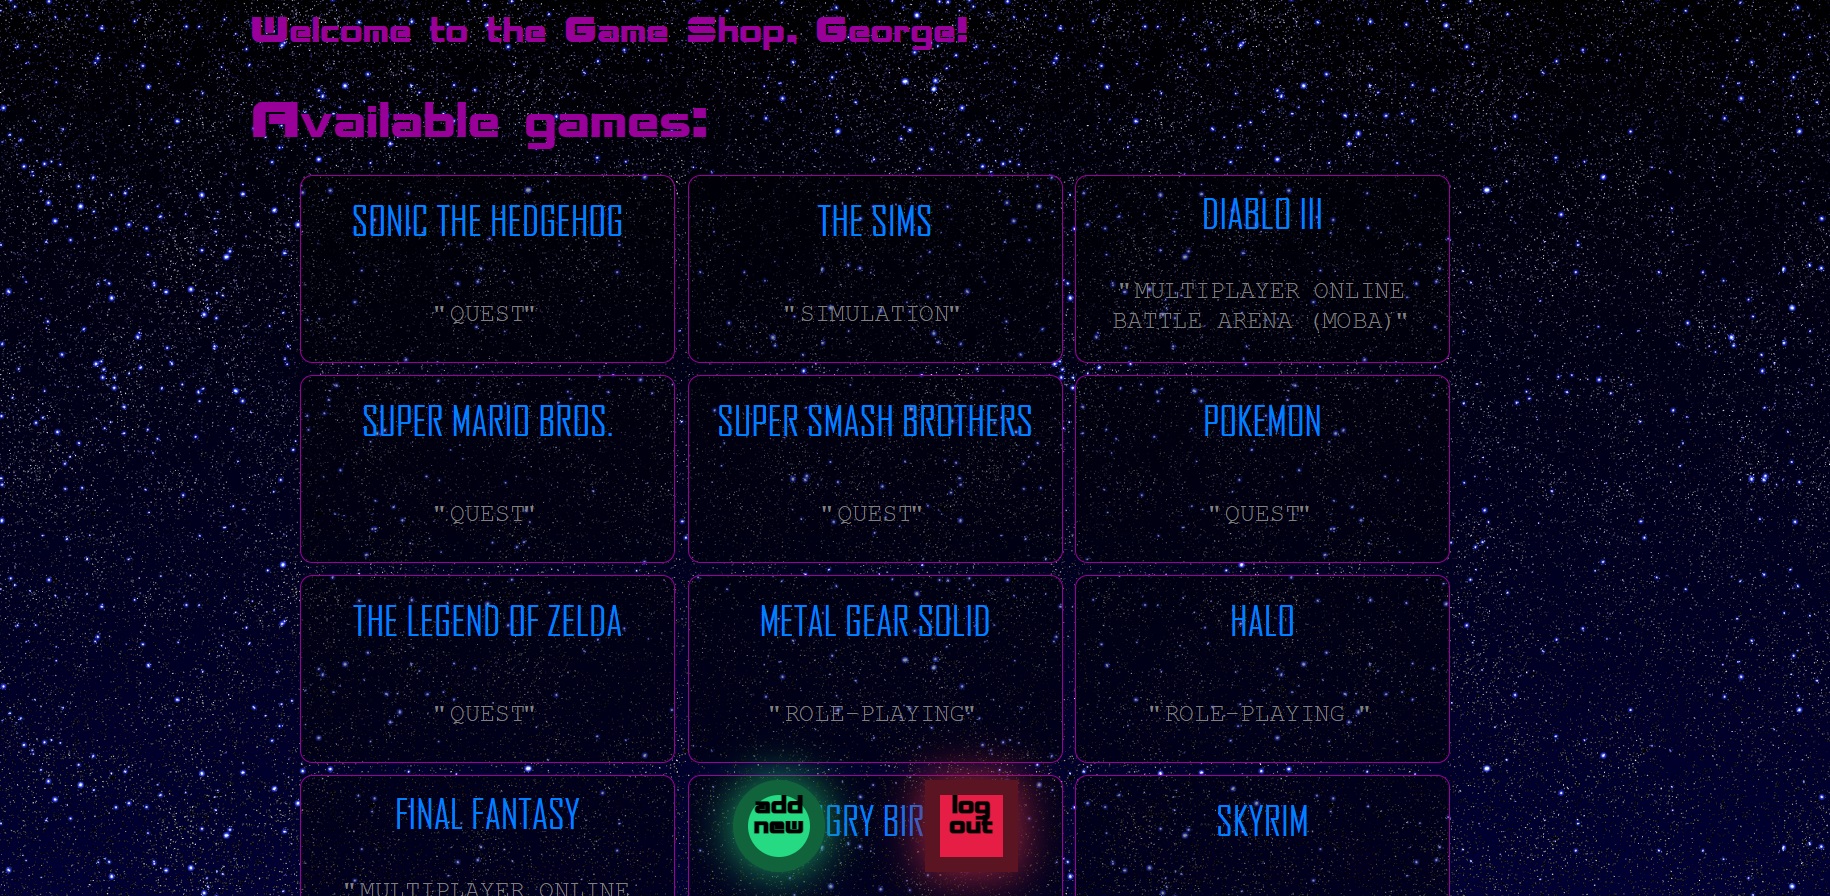 Welcome to the Game Shop, George!
Available games:
SONIC THE HEDGEHOG
"QUEST"
THE SIMS
"SIMULATION"
DIABLO III
"MULTIPLAYER ONLINE
BATTLE ARENA (MOBA)"
SUPER MARIO BROS.
"QUEST"
SUPER SMASH BROTHERS
"QUEST"
POKEMON
"QUEST"
THE LEGEND OF ZELDA
"QUEST"
METAL GEAR SOLID
"ROLE-PLAYING"
HALO
"ROLE-PLAYING "
FINAL FANTASY
"MULTIPLAYER ONLINE
add
new
GRY BIR
log
out
SKYRIM